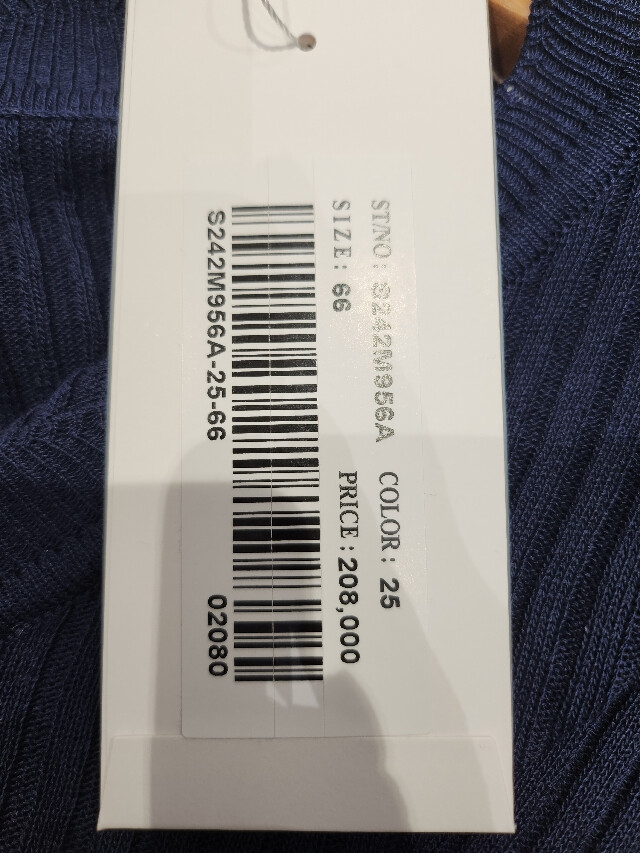 ST/NO: S242M956A COLOR: 25
SIZE: 66 PRICE: 208,000
S242M956A-25-66 02080